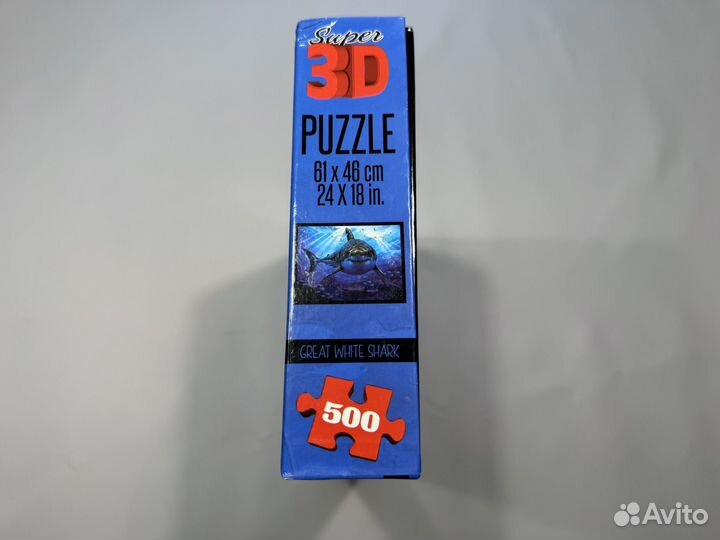 Super
3D
PUZZLE
61 x 46 cm
24 X 18 in.
GREAT WHITE SHARK
500
Avito